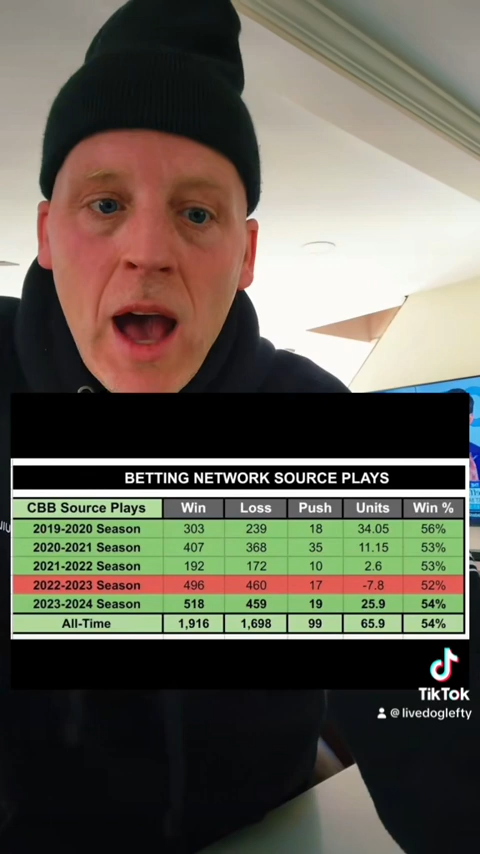 BETTING NETWORK SOURCE PLAYS
CBB Source Plays Win Loss Push Units Win %
2019-2020 Season 303 239 18 34.05 56%
2020-2021 Season 407 368 35 11.15 53%
2021-2022 Season 192 172 10 2.6 53%
2022-2023 Season 496 460 17 -7.8 52%
2023-2024 Season 518 459 19 25.9 54%
All-Time 1,916 1,698 99 65.9 54%
TikTok
@livedoglefty